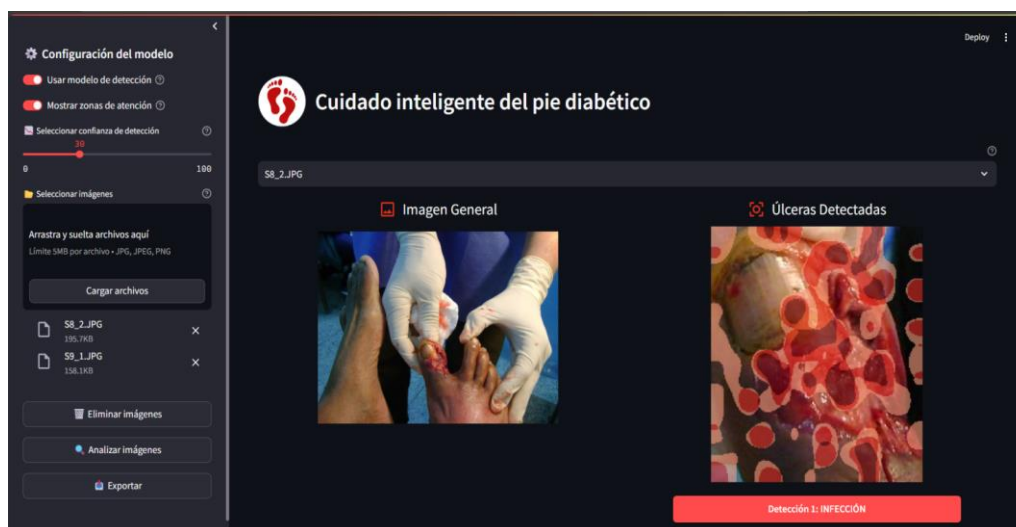 Configuración del modelo
Usar modelo de detección
Mostrar zonas de atención
Seleccionar confianza de detección
30
0 100
Seleccionar imágenes
Arrastra y suelta archivos aquí
Límite 5MB por archivo • JPG, JPEG, PNG
Cargar archivos
S8_2.JPG
195.7KB
S9_1.JPG
158.1KB
Eliminar imágenes
Analizar imágenes
Exportar
Deploy
Cuidado inteligente del pie diabético
S8_2.JPG
Imagen General
Úlceras Detectadas
Detección 1: INFECCIÓN